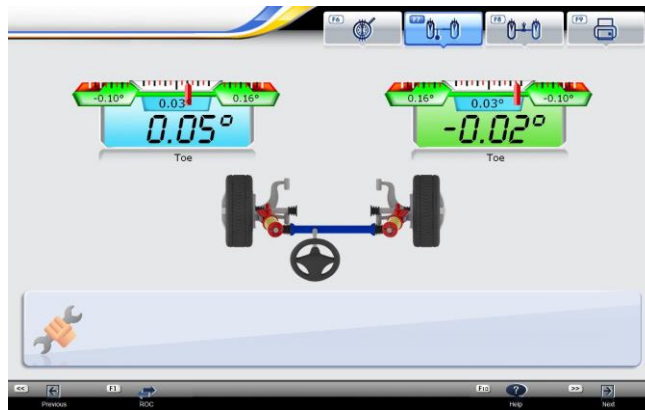 F6
F7
F8
F9
-0.10°
0.03°
0.16°
0.16°
0.03°
-0.10°
0.05°
-0.02°
Toe
Toe
<<
F1
F10
?
>>
Previous
ROC
Help
Next